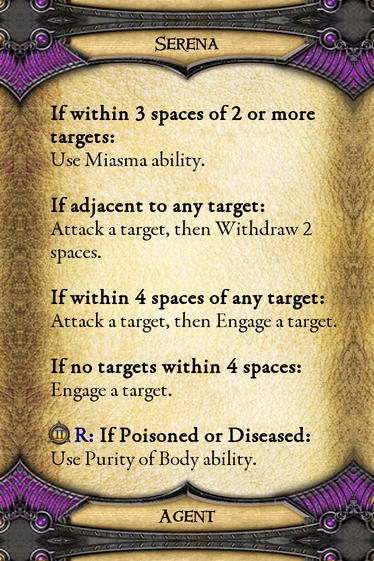 Serena
If within 3 spaces of 2 or more
targets:
Use Miasma ability.
If adjacent to any target:
Attack a target, then Withdraw 2
spaces.
If within 4 spaces of any target:
Attack a target, then Engage a target.
If no targets within 4 spaces:
Engage a target.
II R: If Poisoned or Diseased:
Use Purity of Body ability.
Agent